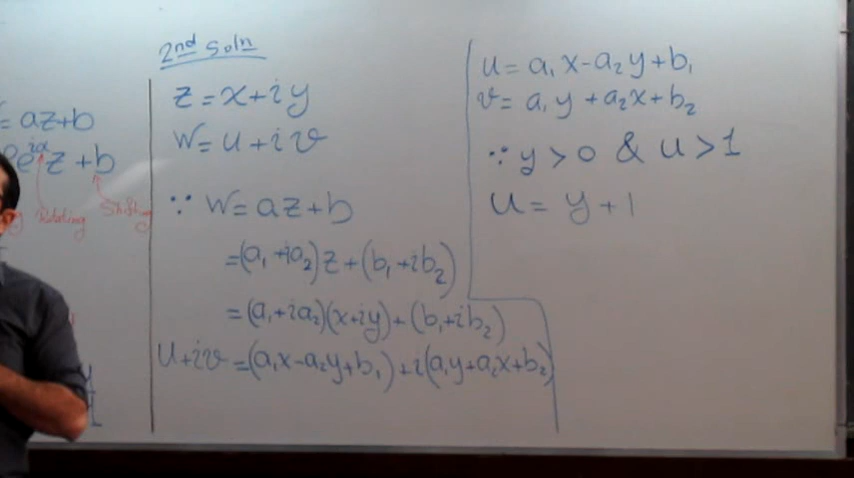 = az+b
e^{iα}z + b
Shifting
2nd Soln
z = x+iy
w = u+iv
∵ w = az+b
=(a₁+ia₂)z+(b₁+ib₂)
=(a₁+ia₂)(x+iy)+(b₁+ib₂)
u+iv=(a₁x-a₂y+b₁)+i(a₁y+a₂x+b₂)
u = a₁x-a₂y+b₁
v= a₁y+a₂x+b₂
∵ y>0 & u>1
u = y+1